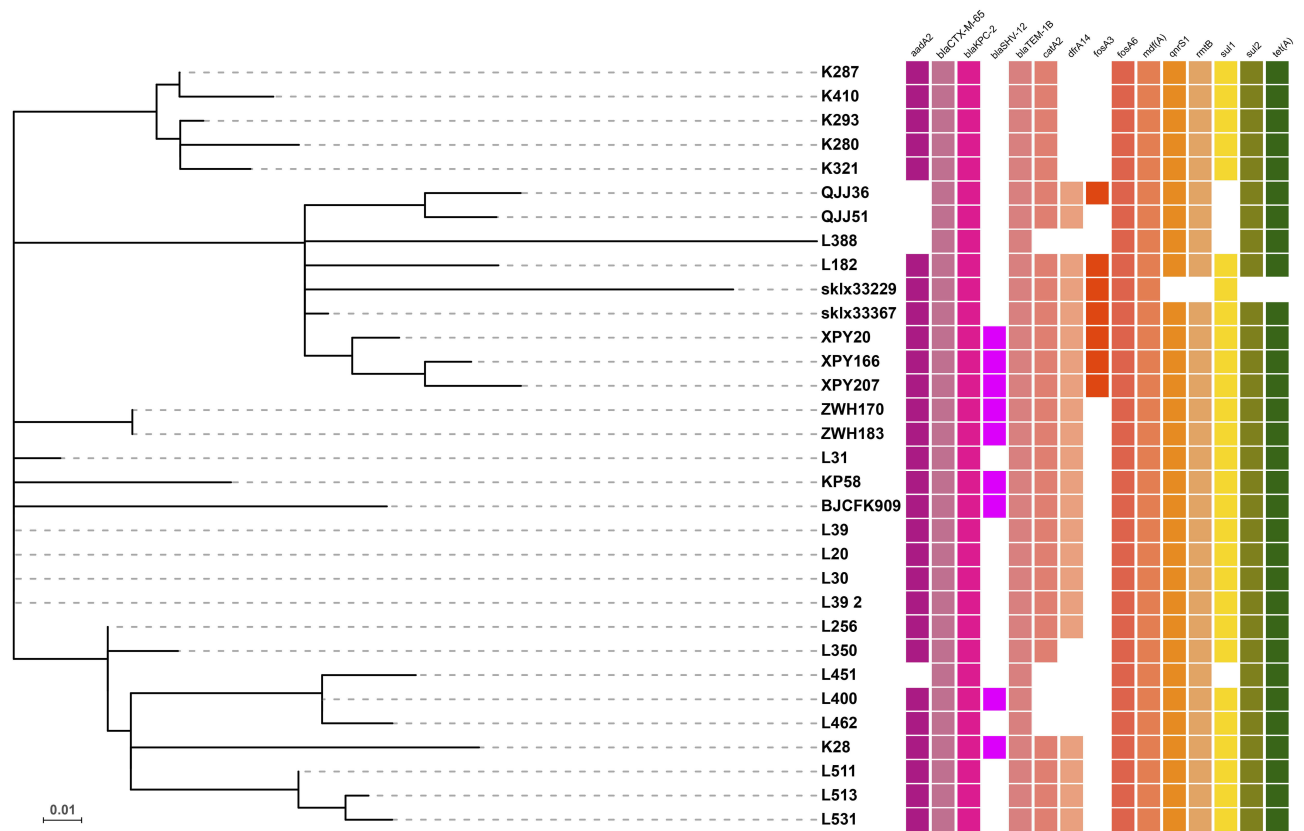 aadA2
blaCTX-M-65
blaKPC-2
blaSHV-12
blaTEM-1B
catA2
dfrA14
fosA3
fosA6
mdf(A)
qnrS1
rmtB
sul1
sul2
tet(A)
K287
K410
K293
K280
K321
QJJ36
QJJ51
L388
L182
sklx33229
sklx33367
XPY20
XPY166
XPY207
ZWH170
ZWH183
L31
KP58
BJCFK909
L39
L20
L30
L39 2
L256
L350
L451
L400
L462
K28
L511
L513
L531
0.01